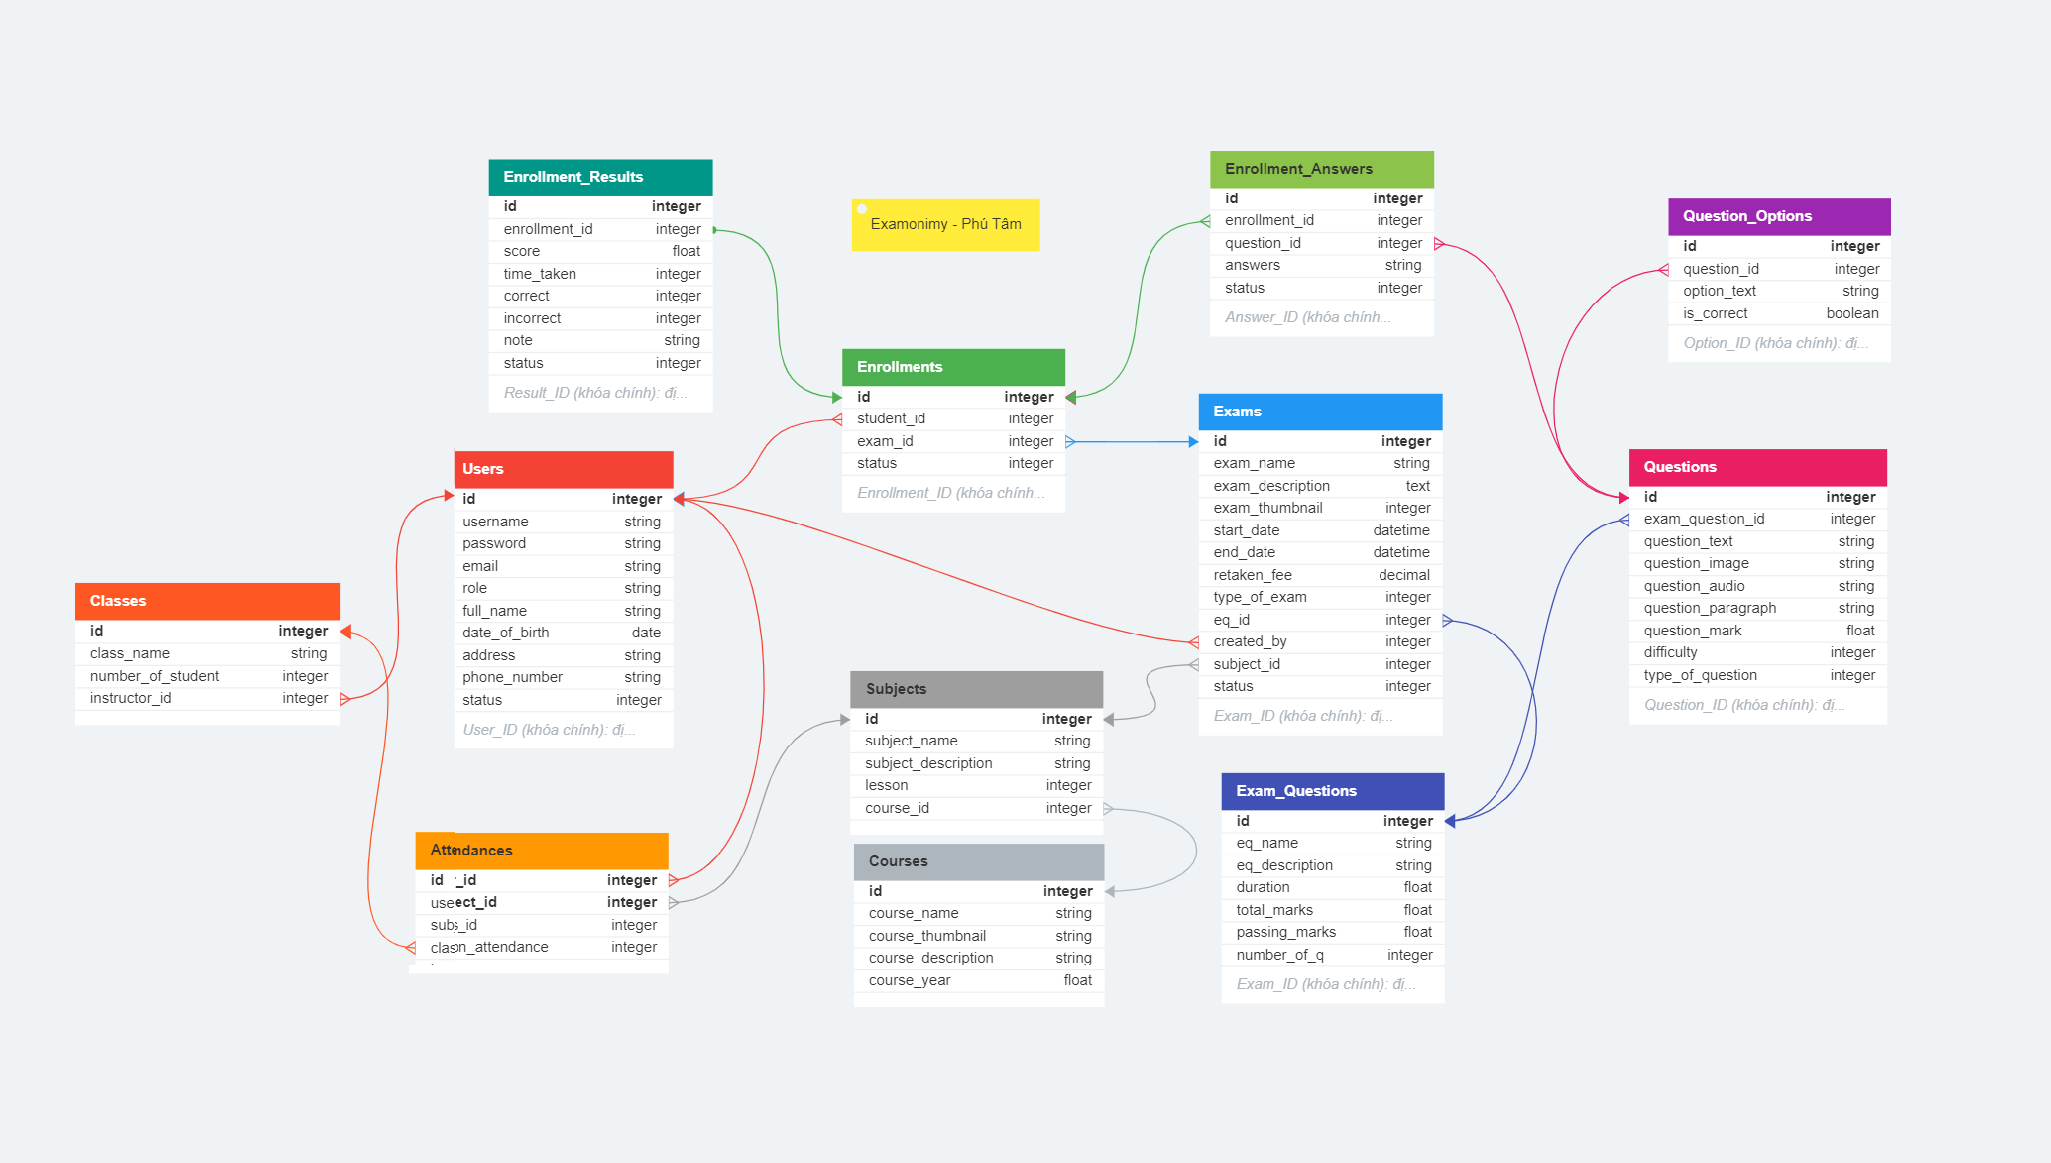 Enrollment_Results
id integer
enrollment_id integer
score float
time_taken integer
correct integer
incorrect integer
note string
status integer
Result_ID (khóa chính): đị...
Examonimy - Phú Tâm
Enrollment_Answers
id integer
enrollment_id integer
question_id integer
answers string
status integer
Answer_ID (khóa chính...
Question_Options
id integer
question_id integer
option_text string
is_correct boolean
Option_ID (khóa chính): đị...
Enrollments
id integer
student_id integer
exam_id integer
status integer
Enrollment_ID (khóa chính...
Exams
id integer
exam_name string
exam_description text
exam_thumbnail integer
start_date datetime
end_date datetime
retaken_fee decimal
type_of_exam integer
eq_id integer
created_by integer
subject_id integer
status integer
Exam_ID (khóa chính): đị...
Users
id integer
username string
password string
email string
role string
full_name string
date_of_birth date
address string
phone_number string
status integer
User_ID (khóa chính): đị...
Questions
id integer
exam_question_id integer
question_text string
question_image string
question_audio string
question_paragraph string
question_mark float
difficulty integer
type_of_question integer
Question_ID (khóa chính): đị...
Classes
id integer
class_name string
number_of_student integer
instructor_id integer
Subjects
id integer
subject_name string
subject_description string
lesson integer
course_id integer
Exam_Questions
id integer
eq_name string
eq_description string
duration float
total_marks float
passing_marks float
number_of_q integer
Exam_ID (khóa chính): đị...
Attendances
id _id integer
use ect_id integer
sub _id integer
clas n_attendance integer
Courses
id integer
course_name string
course_thumbnail string
course_description string
course_year float